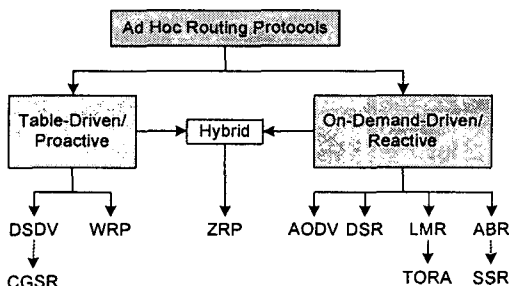 Ad Hoc Routing Protocols
Table-Driven/
Proactive
Hybrid
On-Demand-Driven/
Reactive
DSDV
WRP
ZRP
AODV
DSR
LMR
ABR
CGSR
TORA
SSR